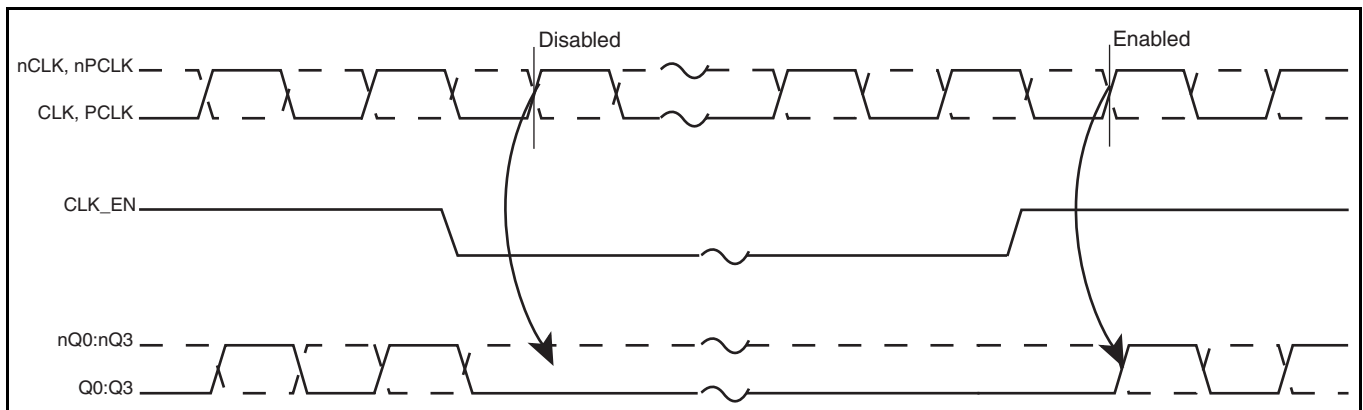 Disabled
Enabled
nCLK, nPCLK
CLK, PCLK
CLK_EN
nQ0:nQ3
Q0:Q3